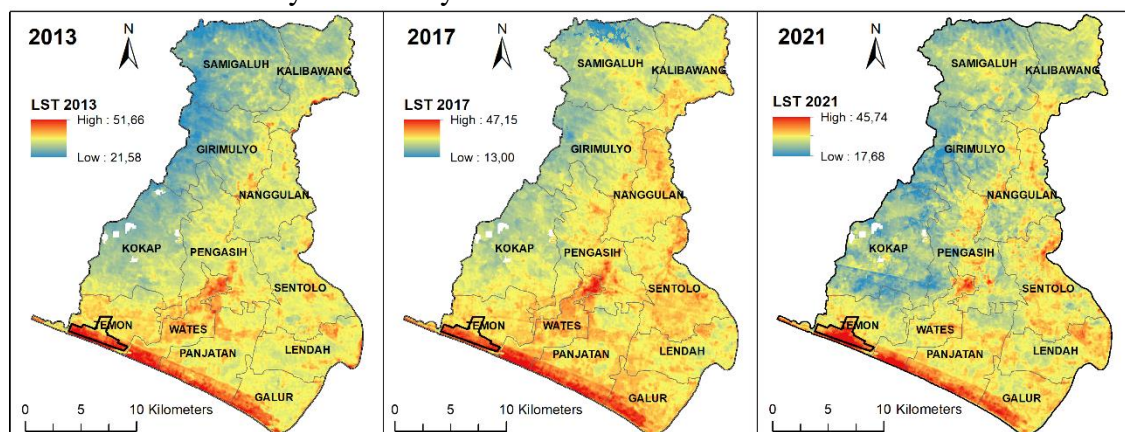 2013
N
LST 2013
High : 51,66
Low : 21,58
SAMIGALUH
KALIBAWANG
GIRIMULYO
NANGGULAN
KOKAP
PENGASIH
SENTOLO
TEMON
WATES
PANJATAN
LENDAH
GALUR
0 5 10 Kilometers
2017
N
LST 2017
High : 47,15
Low : 13,00
SAMIGALUH
KALIBAWANG
GIRIMULYO
NANGGULAN
KOKAP
PENGASIH
SENTOLO
TEMON
WATES
PANJATAN
LENDAH
GALUR
0 5 10 Kilometers
2021
N
LST 2021
High : 45,74
Low : 17,68
SAMIGALUH
KALIBAWANG
GIRIMULYO
NANGGULAN
KOKAP
PENGASIH
SENTOLO
TEMON
WATES
PANJATAN
LENDAH
GALUR
0 5 10 Kilometers